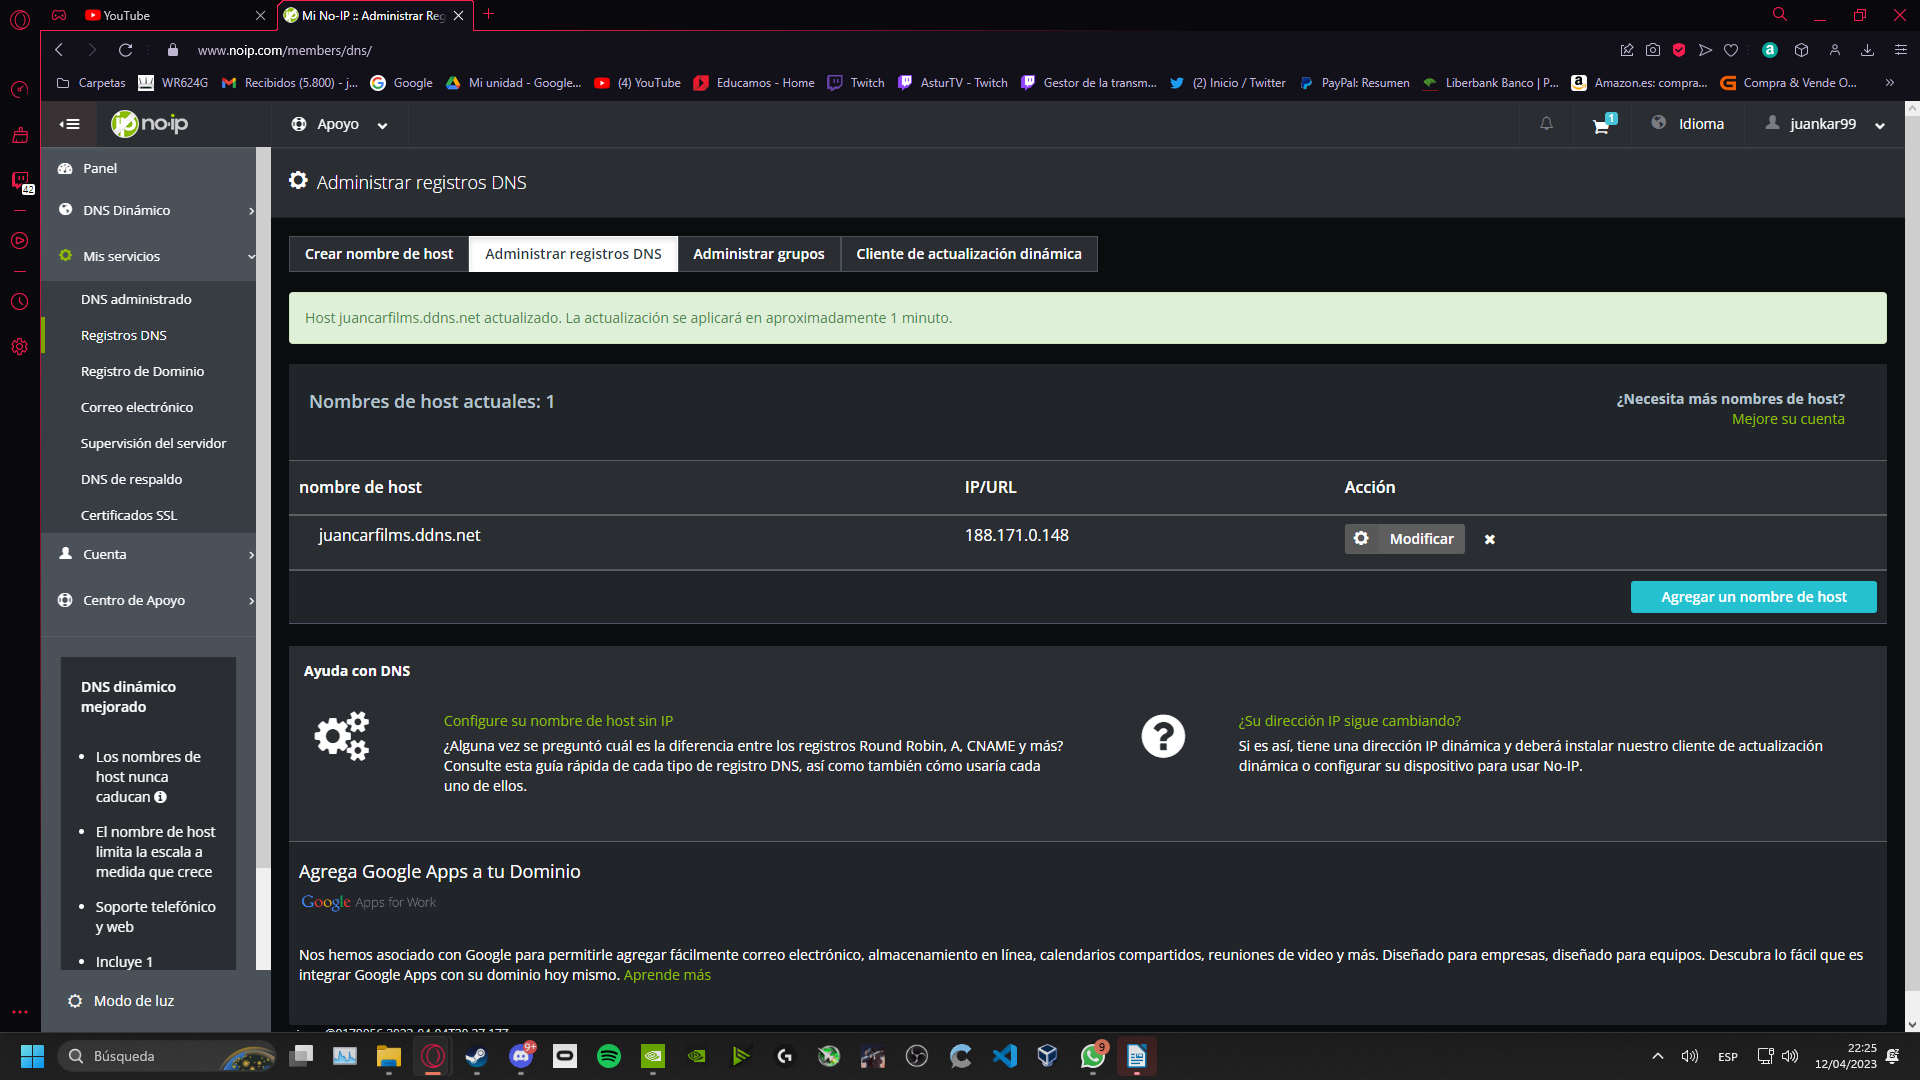 YouTube
Mi No-IP :: Administrar Reg
www.noip.com/members/dns/
Carpetas
WR624G
Recibidos (5.800) - j...
Google
Mi unidad - Google...
(4) YouTube
Educamos - Home
Twitch
AsturTV - Twitch
Gestor de la transm...
(2) Inicio / Twitter
PayPal: Resumen
Liberbank Banco | P...
Amazon.es: compra...
Compra & Vende O...
no-ip
Apoyo
1
Idioma
juankar99
42
Panel
DNS Dinámico
Mis servicios
DNS administrado
Registros DNS
Registro de Dominio
Correo electrónico
Supervisión del servidor
DNS de respaldo
Certificados SSL
Cuenta
Centro de Apoyo
DNS dinámico
mejorado
Los nombres de
host nunca
caducan
El nombre de host
limita la escala a
medida que crece
Soporte telefónico
y web
Incluye 1
Modo de luz
Administrar registros DNS
Crear nombre de host
Administrar registros DNS
Administrar grupos
Cliente de actualización dinámica
Host juancarfilms.ddns.net actualizado. La actualización se aplicará en aproximadamente 1 minuto.
Nombres de host actuales: 1
¿Necesita más nombres de host?
Mejore su cuenta
nombre de host
IP/URL
Acción
juancarfilms.ddns.net
188.171.0.148
Modificar
Agregar un nombre de host
Ayuda con DNS
Configure su nombre de host sin IP
¿Alguna vez se preguntó cuál es la diferencia entre los registros Round Robin, A, CNAME y más?
Consulte esta guía rápida de cada tipo de registro DNS, así como también cómo usaría cada
uno de ellos.
¿Su dirección IP sigue cambiando?
Si es así, tiene una dirección IP dinámica y deberá instalar nuestro cliente de actualización
dinámica o configurar su dispositivo para usar No-IP.
Agrega Google Apps a tu Dominio
Google Apps for Work
Nos hemos asociado con Google para permitirle agregar fácilmente correo electrónico, almacenamiento en línea, calendarios compartidos, reuniones de video y más. Diseñado para empresas, diseñado para equipos. Descubra lo fácil que es
integrar Google Apps con su dominio hoy mismo. Aprende más
Búsqueda
9+
9
ESP
22:25
12/04/2023